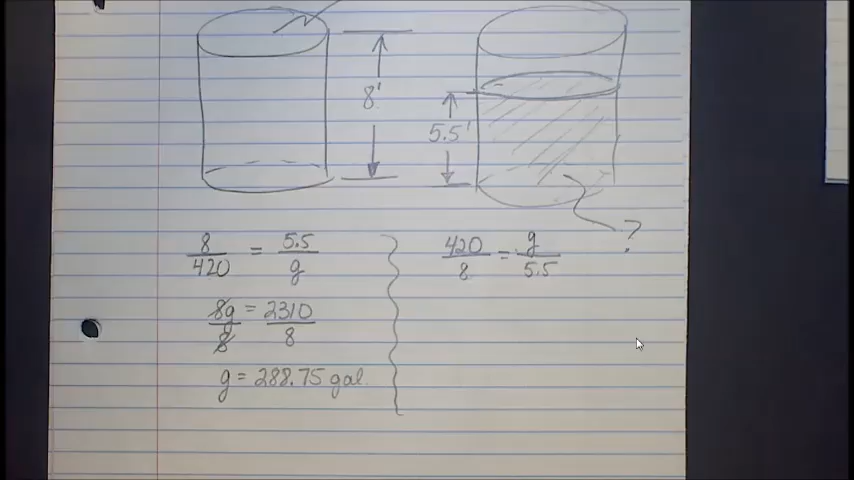 8'
5.5'
?
8/420 = 5.5/g
8g/8 = 2310/8
g = 288.75 gal.
420/8 = g/5.5